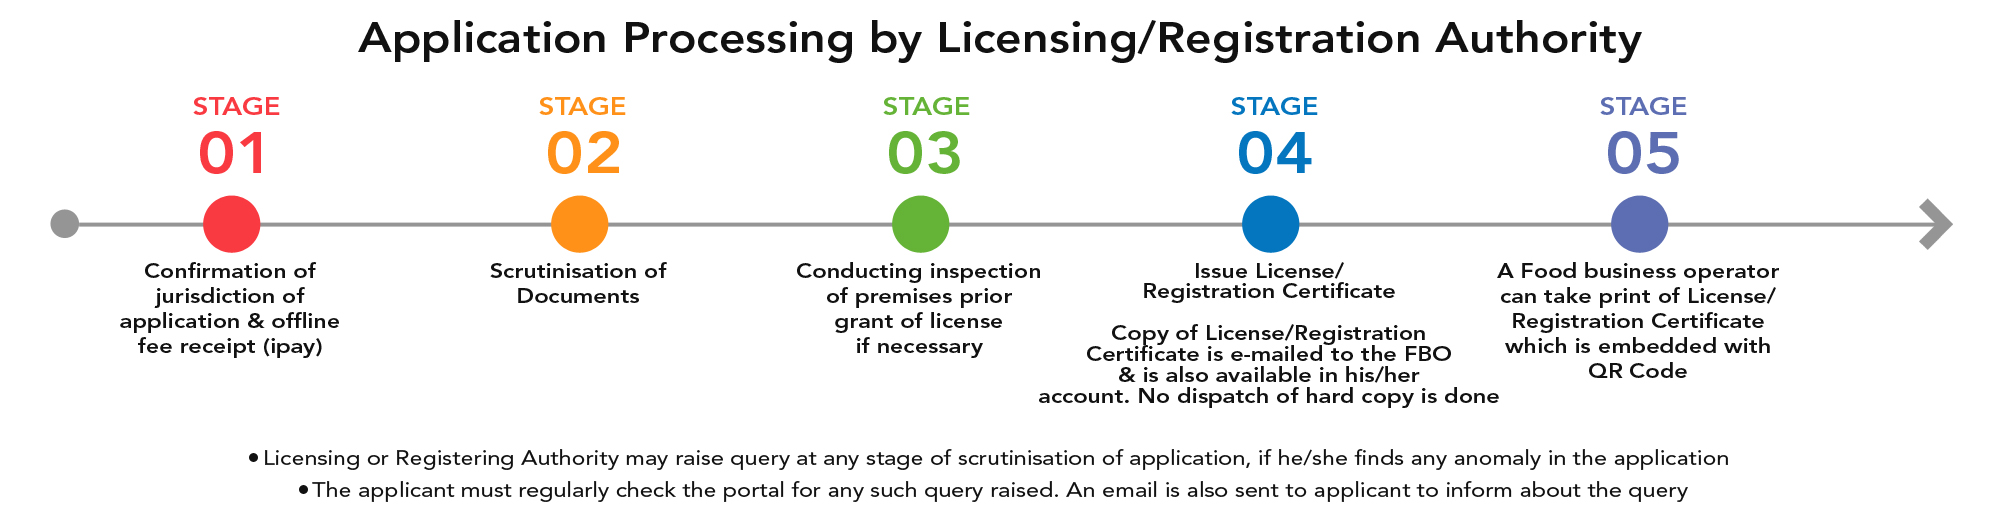 Application Processing by Licensing/Registration Authority
STAGE
01
Confirmation of
jurisdiction of
application & offline
fee receipt (ipay)
STAGE
02
Scrutinisation of
Documents
STAGE
03
Conducting inspection
of premises prior
grant of license
if necessary
STAGE
04
Issue License/
Registration Certificate
Copy of License/Registration
Certificate is e-mailed to the FBO
& is also available in his/her
account. No dispatch of hard copy is done
STAGE
05
A Food business operator
can take print of License/
Registration Certificate
which is embedded with
QR Code
•Licensing or Registering Authority may raise query at any stage of scrutinisation of application, if he/she finds any anomaly in the application
•The applicant must regularly check the portal for any such query raised. An email is also sent to applicant to inform about the query